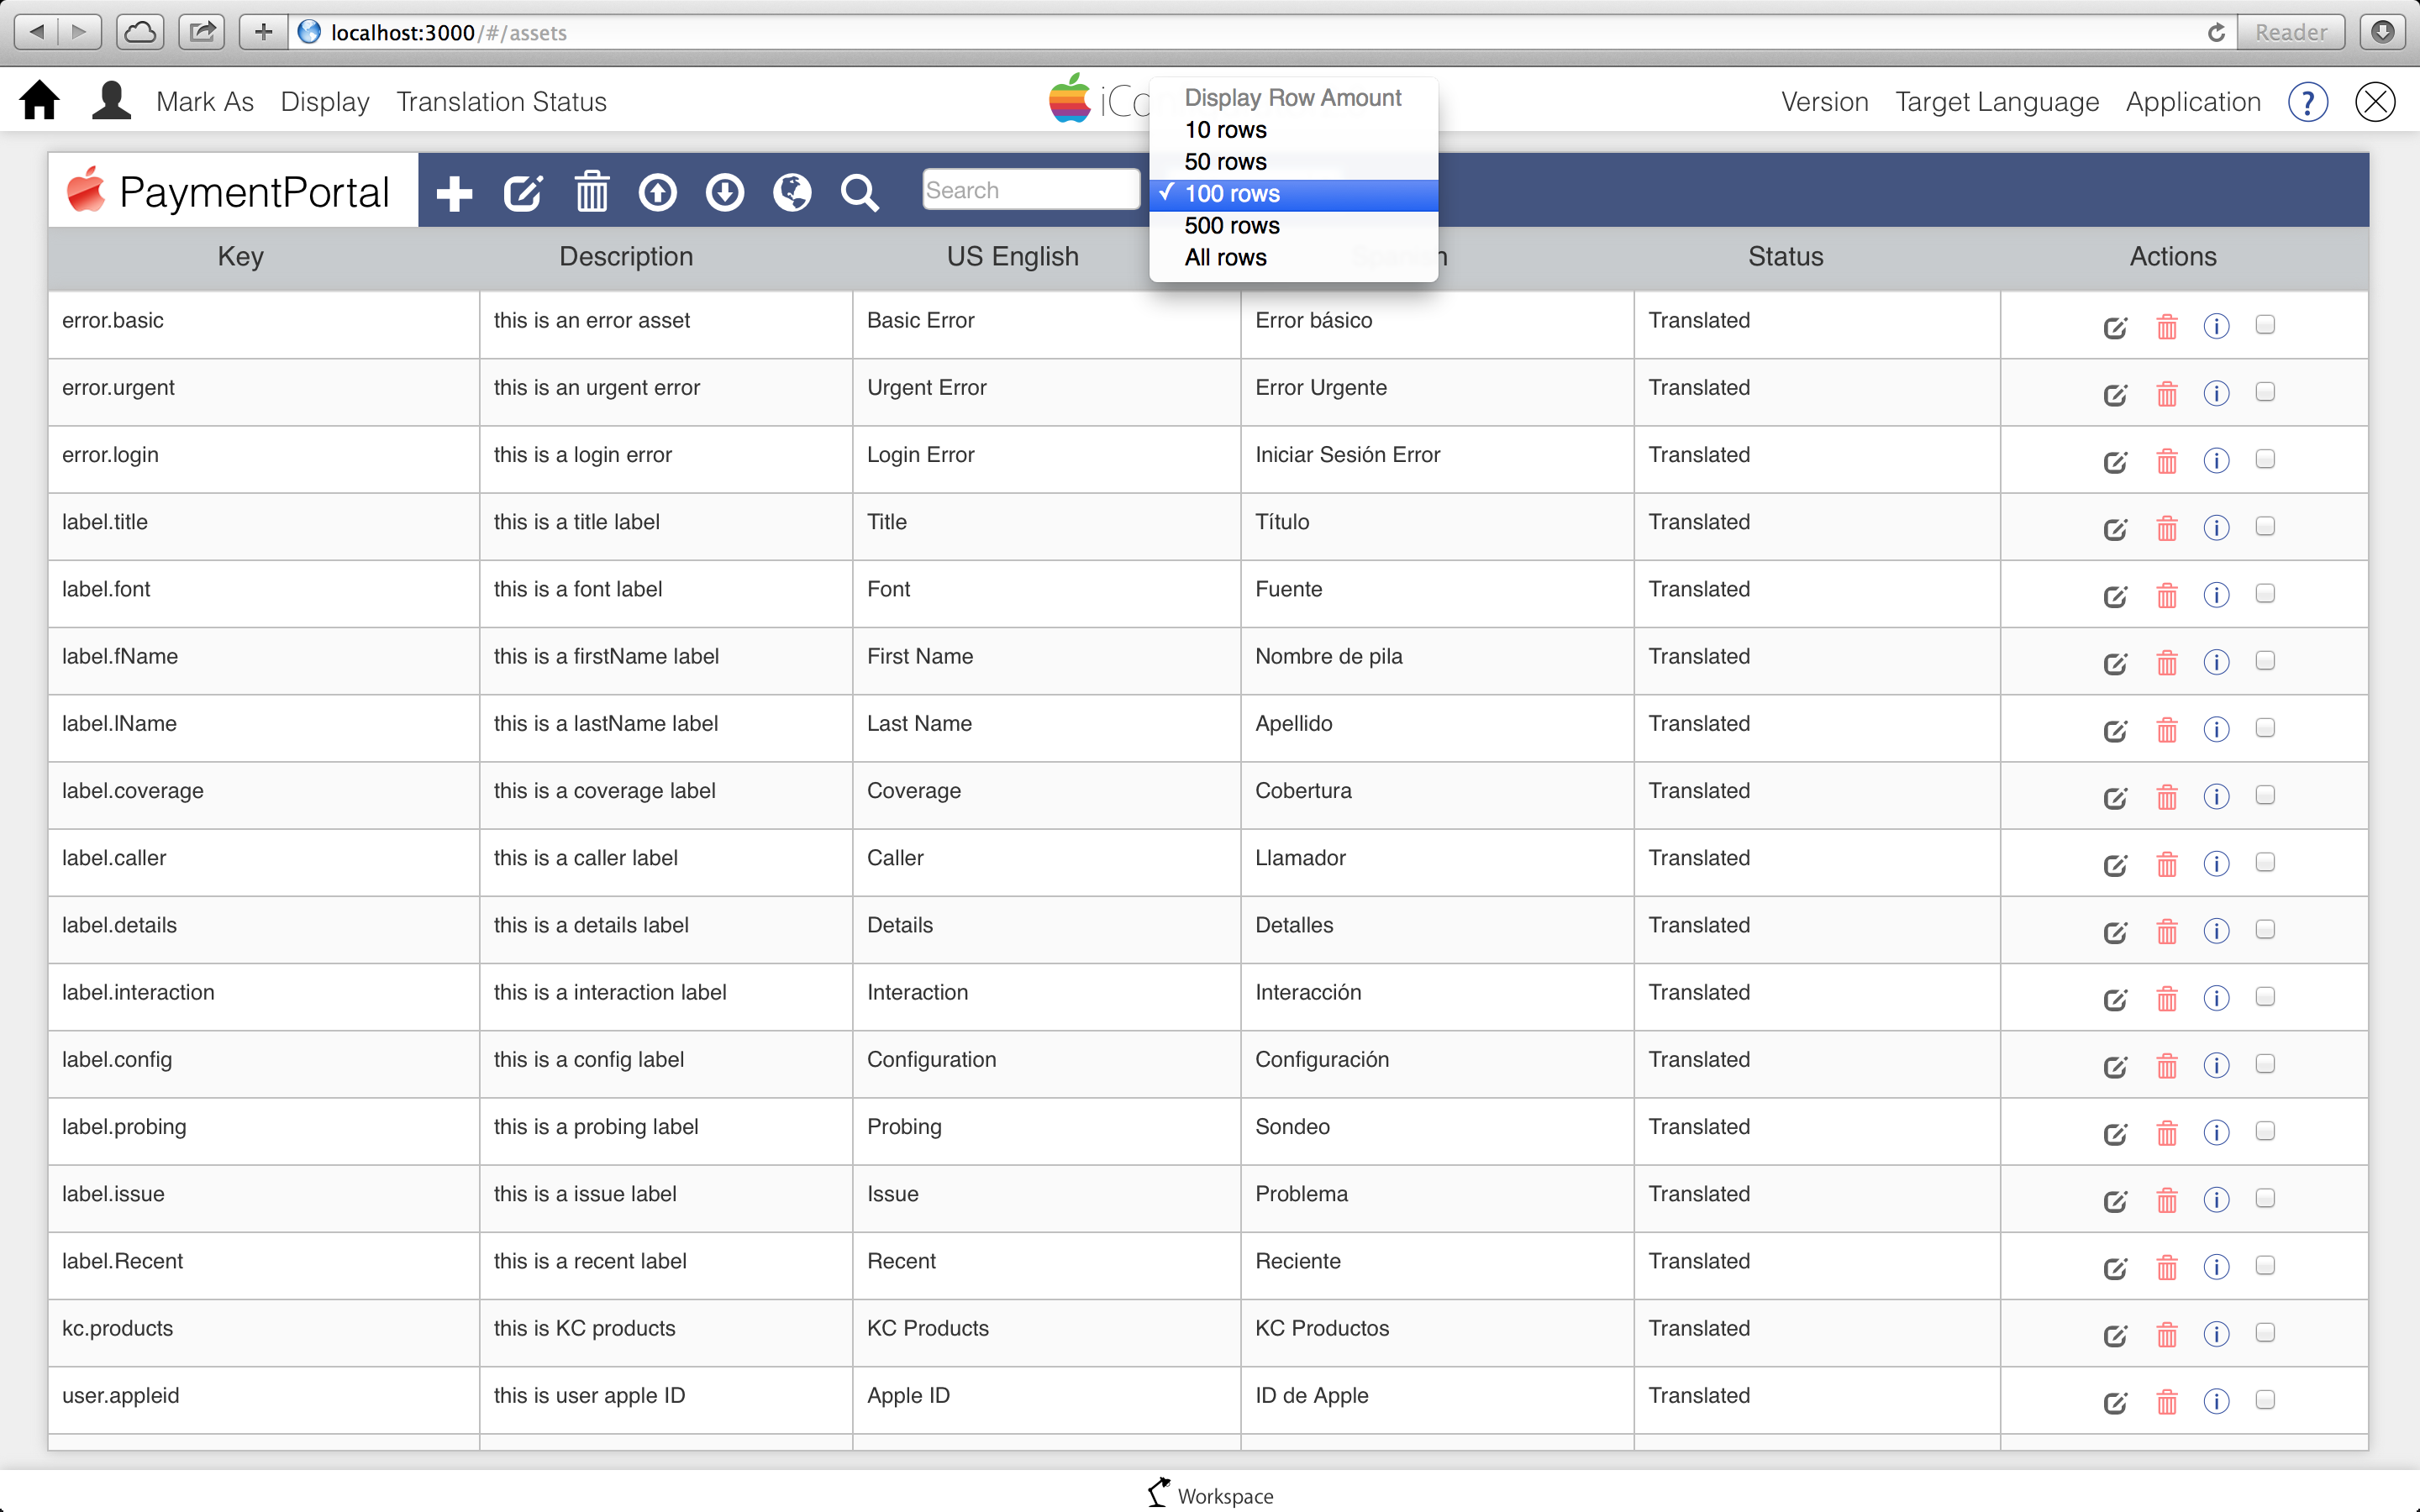 localhost:3000/#/assets
Reader
Mark As Display Translation Status
Version Target Language Application ?
Display Row Amount
10 rows
50 rows
✓ 100 rows
500 rows
All rows
PaymentPortal
Search
Key Description US English Status Actions
error.basic this is an error asset Basic Error Error básico Translated
error.urgent this is an urgent error Urgent Error Error Urgente Translated
error.login this is a login error Login Error Iniciar Sesión Error Translated
label.title this is a title label Title Título Translated
label.font this is a font label Font Fuente Translated
label.fName this is a firstName label First Name Nombre de pila Translated
label.lName this is a lastName label Last Name Apellido Translated
label.coverage this is a coverage label Coverage Cobertura Translated
label.caller this is a caller label Caller Llamador Translated
label.details this is a details label Details Detalles Translated
label.interaction this is a interaction label Interaction Interacción Translated
label.config this is a config label Configuration Configuración Translated
label.probing this is a probing label Probing Sondeo Translated
label.issue this is a issue label Issue Problema Translated
label.Recent this is a recent label Recent Reciente Translated
kc.products this is KC products KC Products KC Productos Translated
user.appleid this is user apple ID Apple ID ID de Apple Translated
Workspace